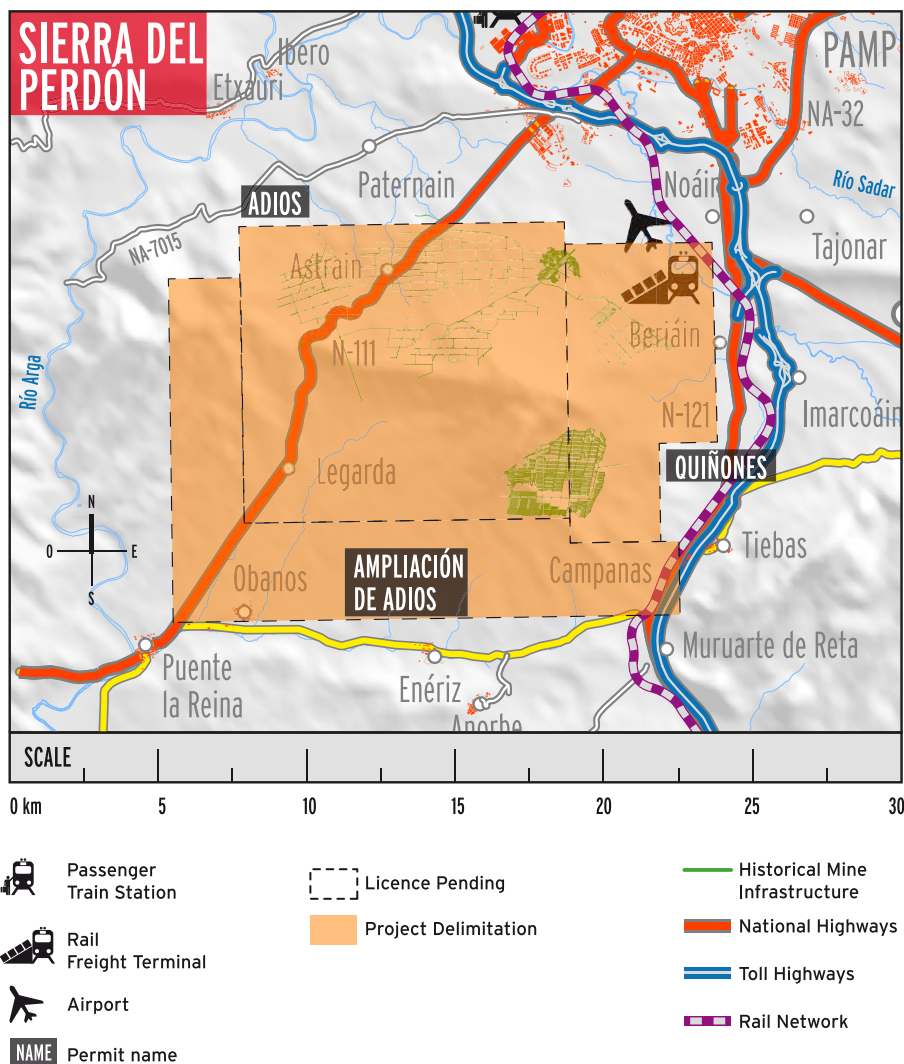 SIERRA DEL
PERDÓN
Ibero
Etxauri
PAMP
NA-32
Paternain
Noáin
Río Sadar
ADIOS
Tajonar
NA-7015
Astrain
N-111
Beriáin
Río Arga
Imarcoáin
N-121
Legarda
QUIÑONES
N
O
E
S
Tiebas
AMPLIACIÓN
DE ADIOS
Campanas
Obanos
Muruarte de Reta
Puente
la Reina
Enériz
Anorbe
SCALE
0 km
5
10
15
20
25
30
Passenger
Train Station
Rail
Freight Terminal
Airport
NAME
Permit name
Licence Pending
Project Delimitation
Historical Mine
Infrastructure
National Highways
Toll Highways
Rail Network